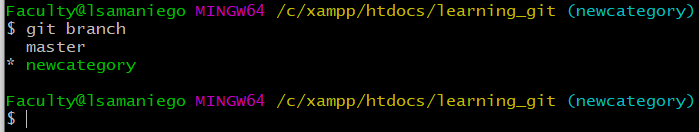 Faculty@lsamaniego MINGW64 /c/xampp/htdocs/learning_git (newcategory)
$ git branch
  master
* newcategory

Faculty@lsamaniego MINGW64 /c/xampp/htdocs/learning_git (newcategory)
$